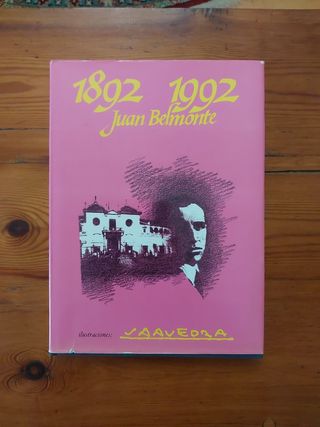 1892 1992
Juan Belmonte
ilustraciones: SAAVEDRA